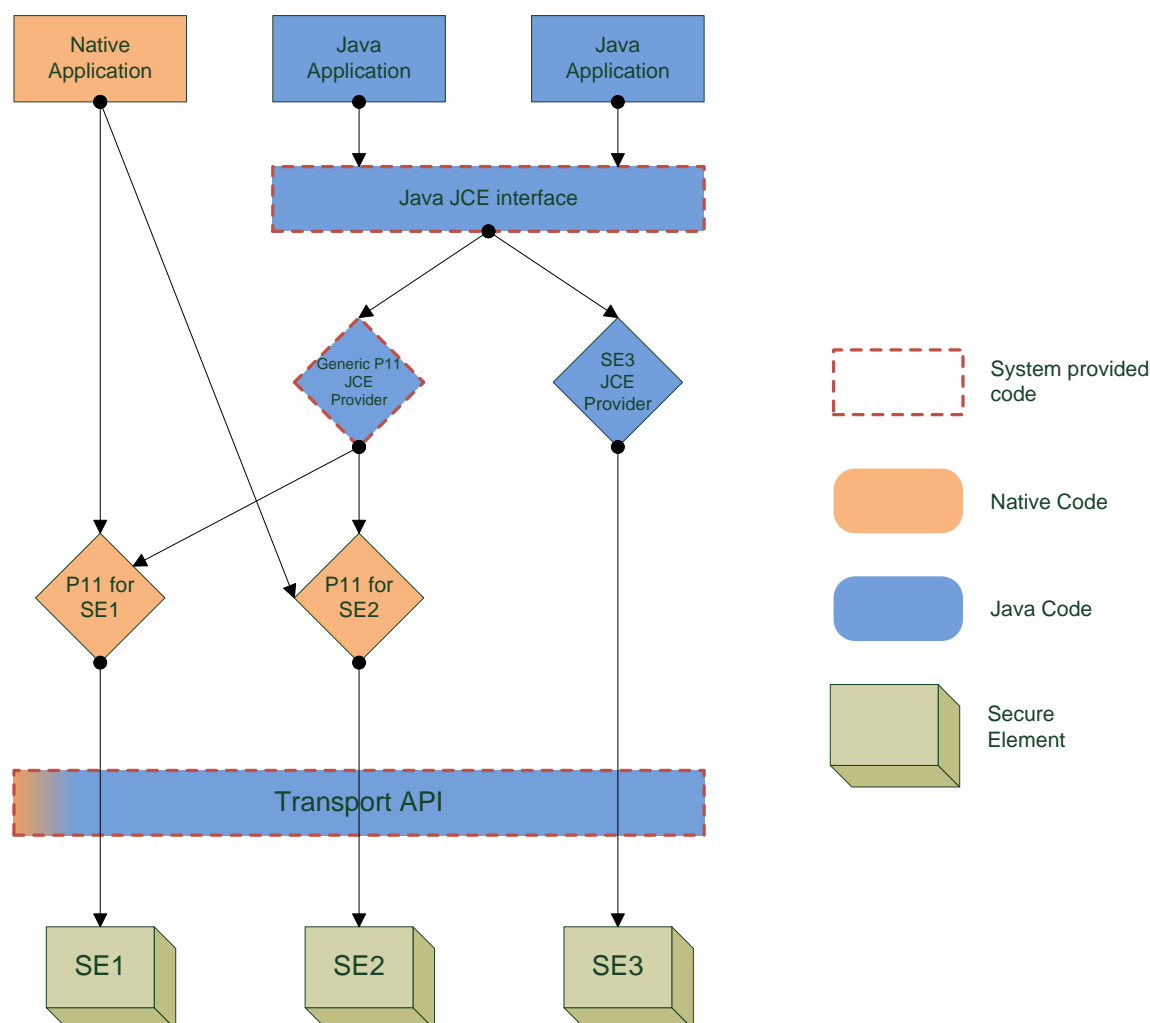 Native
Application
Java
Application
Java
Application
Java JCE interface
Generic P11
JCE
Provider
SE3
JCE
Provider
P11 for
SE1
P11 for
SE2
Transport API
SE1
SE2
SE3
System provided
code
Native Code
Java Code
Secure
Element